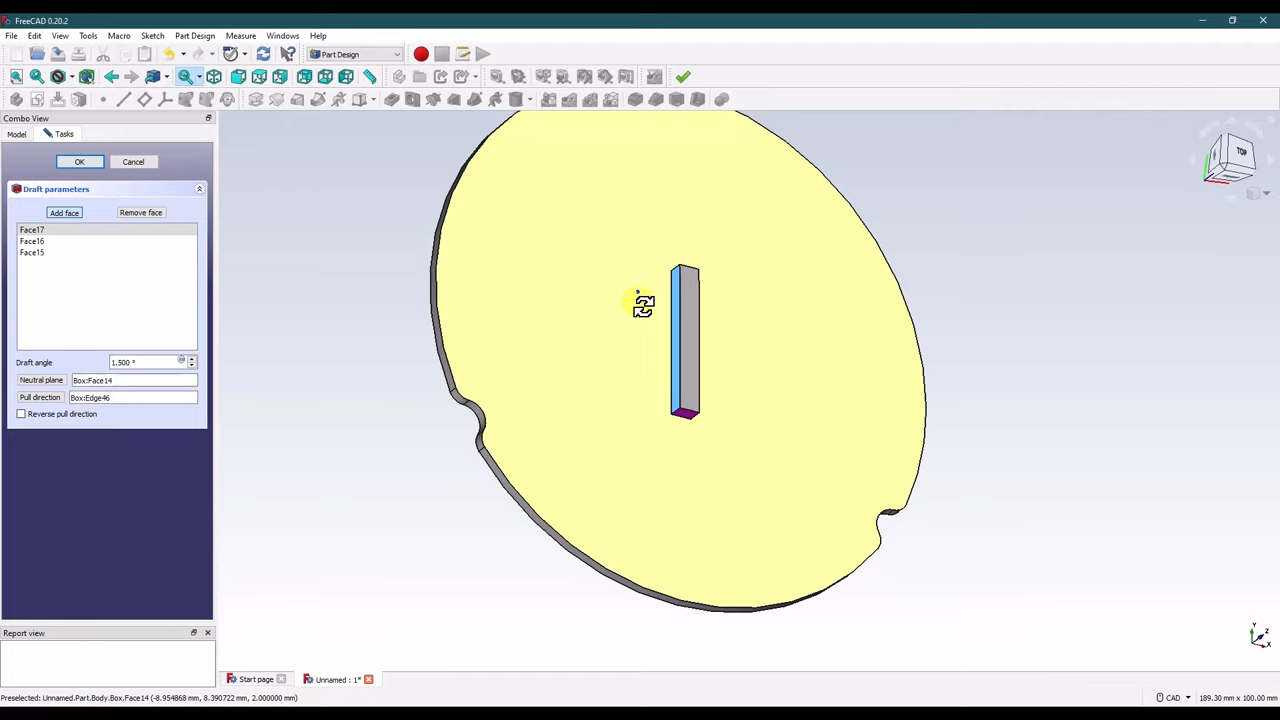 FreeCAD 0.20.2
File Edit View Tools Macro Sketch Part Design Measure Windows Help
Part Design
Combo View
Model Tasks
OK Cancel
Draft parameters
Add face Remove face
Face17
Face16
Face15
Draft angle 1.500 °
Neutral plane Box:Face14
Pull direction Box:Edge46
Reverse pull direction
TOP
Report view
Y
Z
X
Start page Unnamed : 1*
Preselected: Unnamed.Part.Body.Box.Face14 (-8.954868 mm, 8.390722 mm, 2.000000 mm) CAD 189.30 mm x 100.00 mm